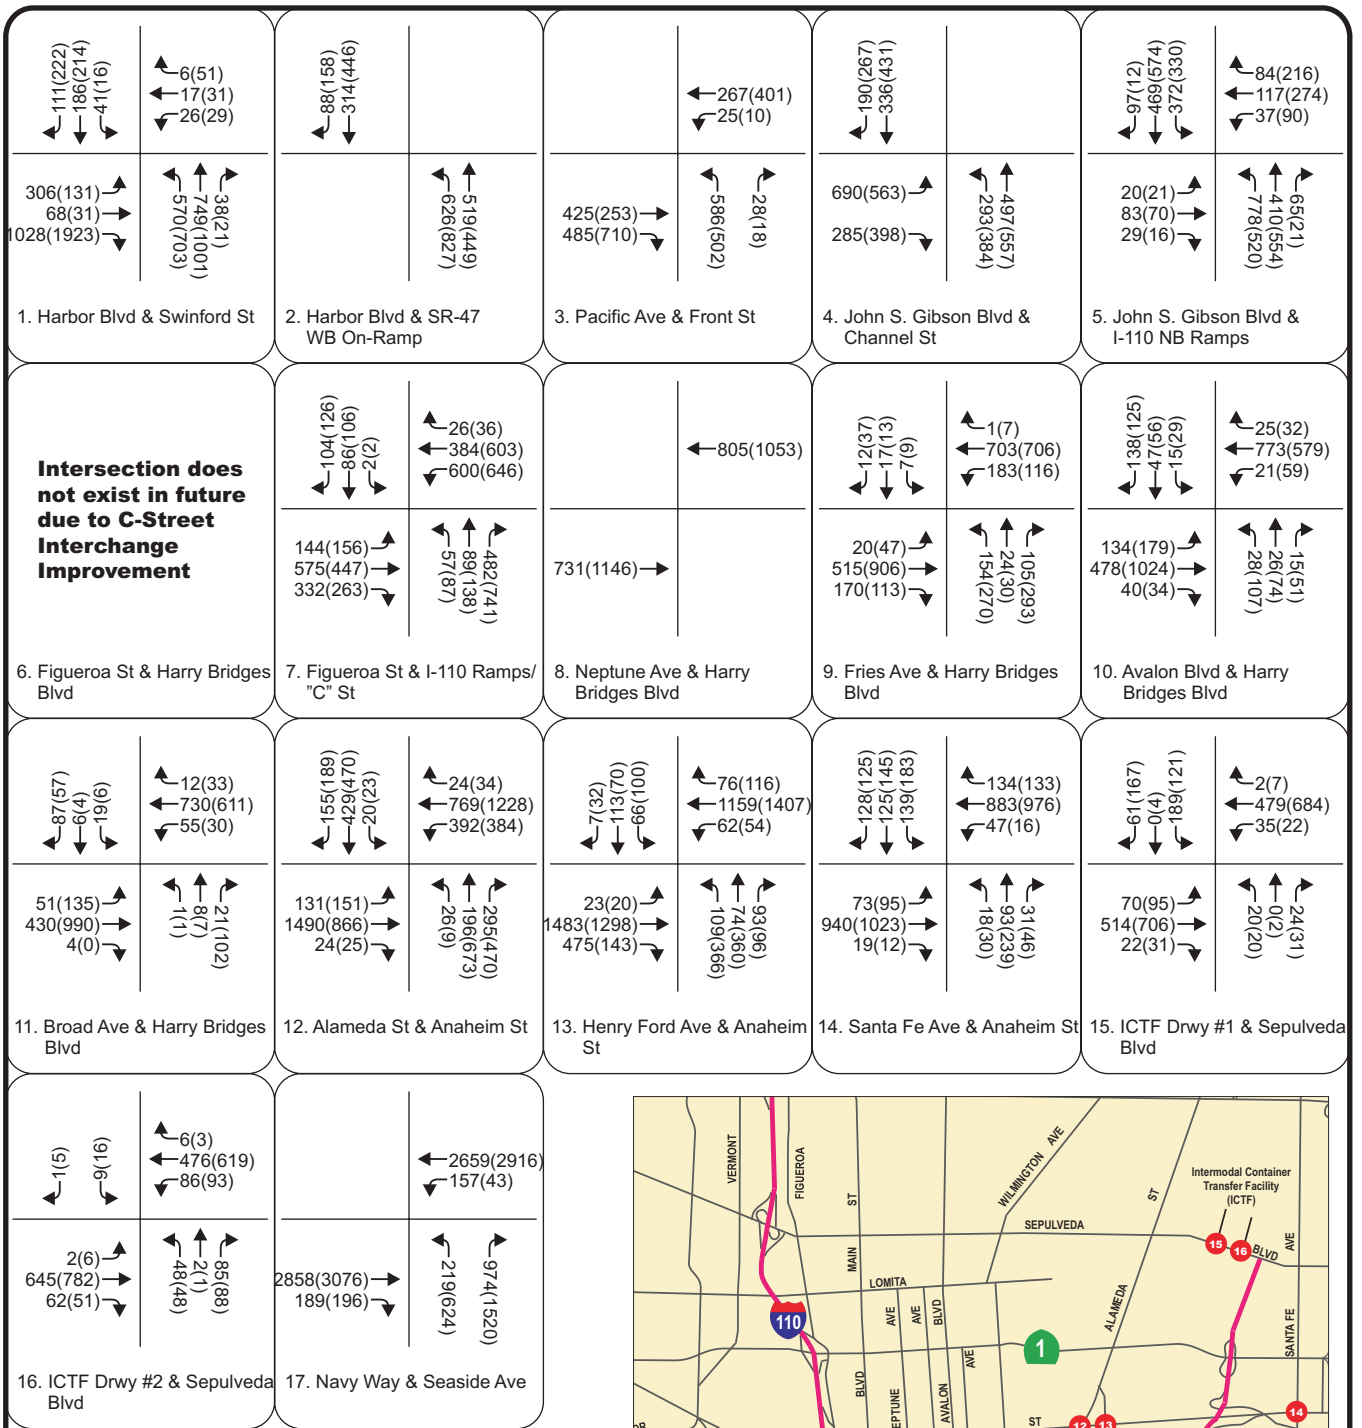 111(222)
186(214)
41(16)
6(51)
17(31)
26(29)
306(131)
68(31)
1028(1923)
570(703)
749(1001)
38(21)
1. Harbor Blvd & Swinford St
88(158)
314(446)
626(827)
519(449)
2. Harbor Blvd & SR-47
WB On-Ramp
267(401)
25(10)
425(253)
485(710)
586(502)
28(18)
3. Pacific Ave & Front St
190(267)
336(431)
690(563)
285(398)
293(384)
497(557)
4. John S. Gibson Blvd &
Channel St
97(12)
469(574)
372(330)
84(216)
117(274)
37(90)
20(21)
83(70)
29(16)
778(520)
410(554)
65(21)
5. John S. Gibson Blvd &
I-110 NB Ramps
Intersection does
not exist in future
due to C-Street
Interchange
Improvement
6. Figueroa St & Harry Bridges
Blvd
104(126)
86(106)
2(2)
26(36)
384(603)
600(646)
144(156)
575(447)
332(263)
57(87)
89(138)
482(741)
7. Figueroa St & I-110 Ramps/
”C” St
805(1053)
731(1146)
8. Neptune Ave & Harry
Bridges Blvd
12(37)
17(13)
7(9)
1(7)
703(706)
183(116)
20(47)
515(906)
170(113)
154(270)
24(30)
105(293)
9. Fries Ave & Harry Bridges
Blvd
138(125)
47(56)
15(29)
25(32)
773(579)
21(59)
134(179)
478(1024)
40(34)
28(107)
26(74)
15(51)
10. Avalon Blvd & Harry
Bridges Blvd
87(57)
6(4)
19(6)
12(33)
730(611)
55(30)
51(135)
430(990)
4(0)
1(1)
8(7)
21(102)
11. Broad Ave & Harry Bridges
Blvd
155(189)
429(470)
20(23)
24(34)
769(1228)
392(384)
131(151)
1490(866)
24(25)
26(9)
196(673)
295(470)
12. Alameda St & Anaheim St
7(32)
113(70)
66(100)
76(116)
1159(1407)
62(54)
23(20)
1483(1298)
475(143)
109(366)
74(360)
93(96)
13. Henry Ford Ave & Anaheim
St
128(125)
125(145)
139(183)
134(133)
883(976)
47(16)
73(95)
940(1023)
19(12)
18(30)
93(239)
31(46)
14. Santa Fe Ave & Anaheim St
61(167)
0(4)
189(121)
2(7)
479(684)
35(22)
70(95)
514(706)
22(31)
20(20)
0(2)
24(31)
15. ICTF Drwy #1 & Sepulveda
Blvd
1(5)
9(16)
6(3)
476(619)
86(93)
2(6)
645(782)
62(51)
48(48)
2(1)
85(88)
16. ICTF Drwy #2 & Sepulveda
Blvd
2659(2916)
157(43)
2858(3076)
189(196)
219(624)
974(1520)
17. Navy Way & Seaside Ave
VERMONT
FIGUEROA
ST
MAIN
BLVD
WILMINGTON AVE
ST
ALAMEDA
Intermodal Container
Transfer Facility
(ICTF)
SEPULVEDA
BLVD
15
16
AVE
SANTA FE
LOMITA
AVE
AVE
BLVD
AVALON
AVE
110
1
ST
12
13
14